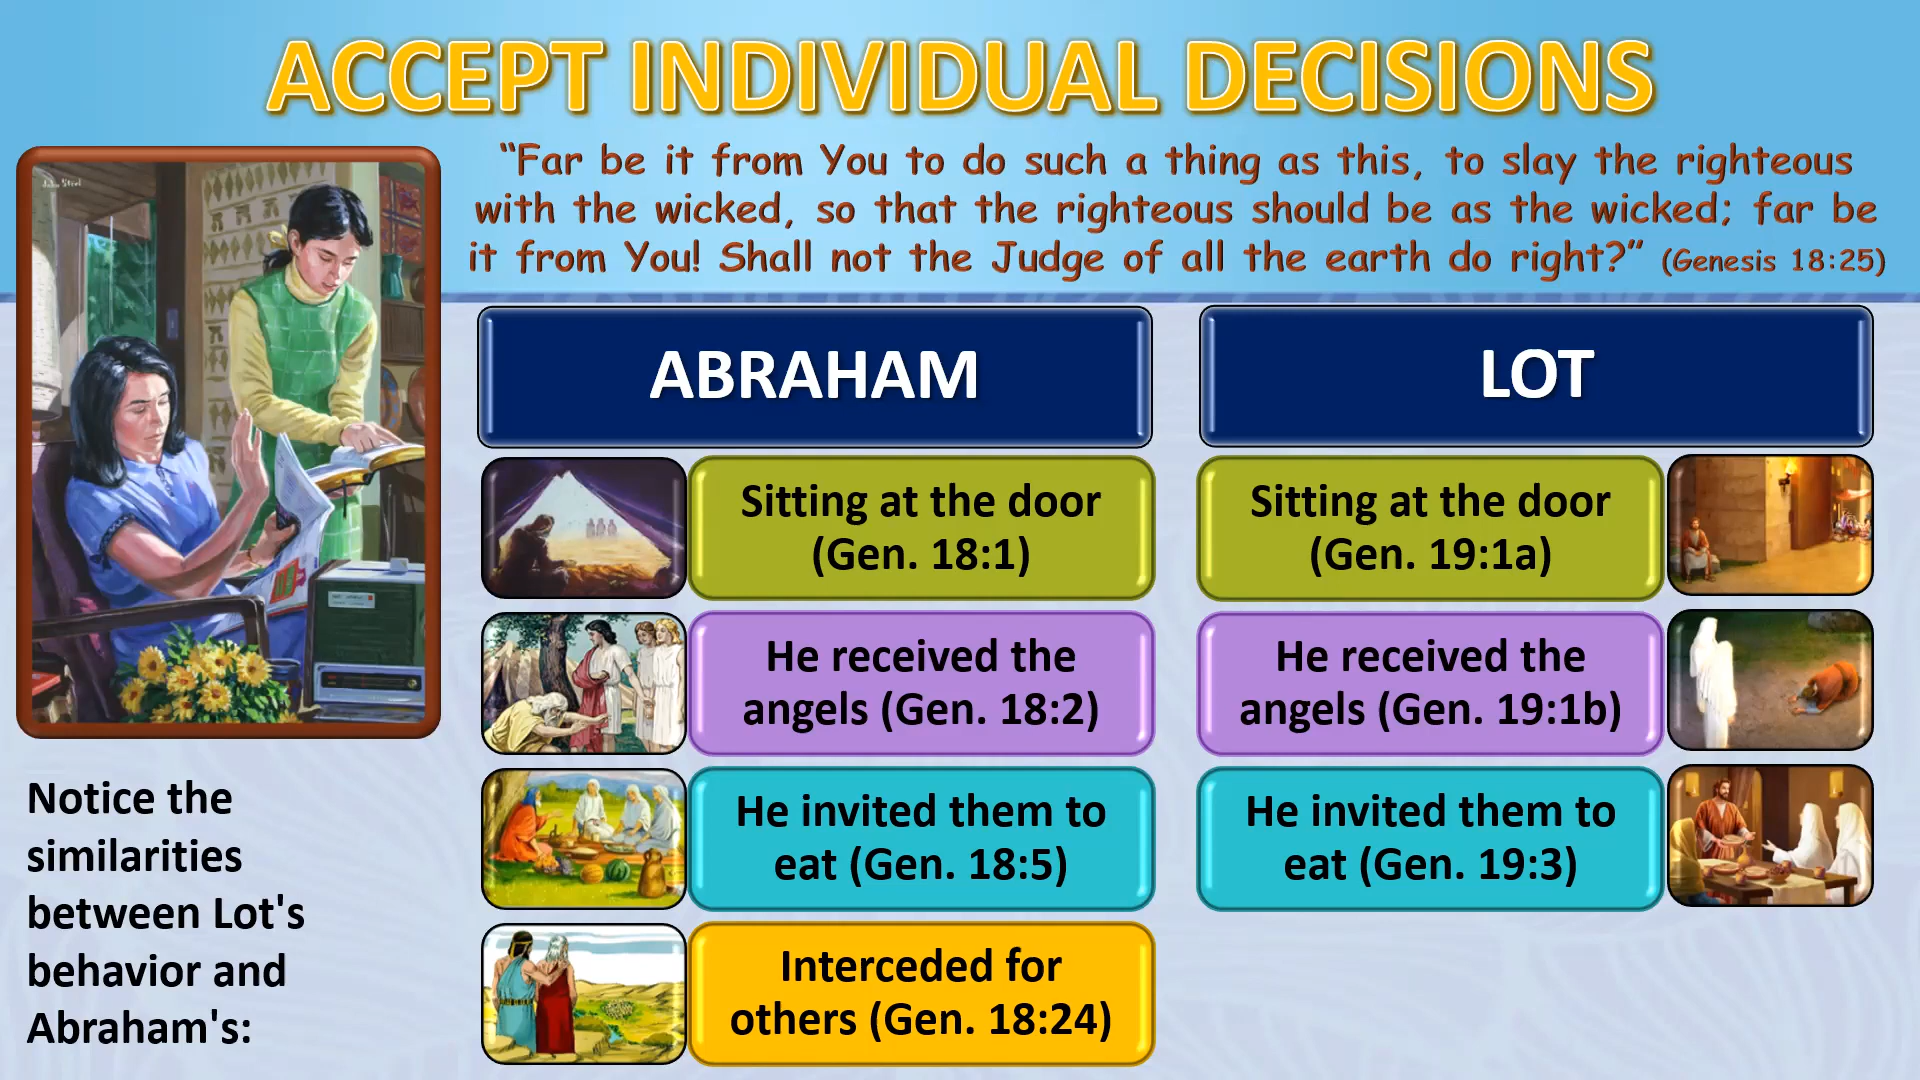 ACCEPT INDIVIDUAL DECISIONS
“Far be it from You to do such a thing as this, to slay the righteous
with the wicked, so that the righteous should be as the wicked; far be
it from You! Shall not the Judge of all the earth do right?” (Genesis 18:25)
John Steel
Notice the
similarities
between Lot's
behavior and
Abraham's:
ABRAHAM
Sitting at the door
(Gen. 18:1)
He received the
angels (Gen. 18:2)
He invited them to
eat (Gen. 18:5)
Interceded for
others (Gen. 18:24)
LOT
Sitting at the door
(Gen. 19:1a)
He received the
angels (Gen. 19:1b)
He invited them to
eat (Gen. 19:3)